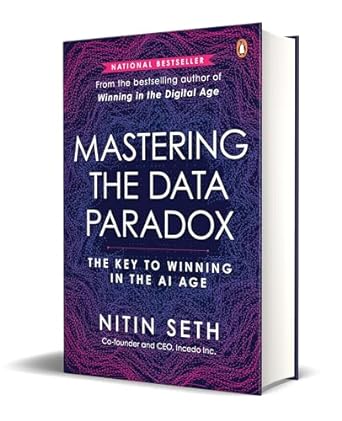 NATIONAL BESTSELLER
From the bestselling author of
Winning in the Digital Age
MASTERING
THE DATA
PARADOX
THE KEY TO WINNING
IN THE AI AGE
NITIN SETH
Co-founder and CEO, Incedo Inc.